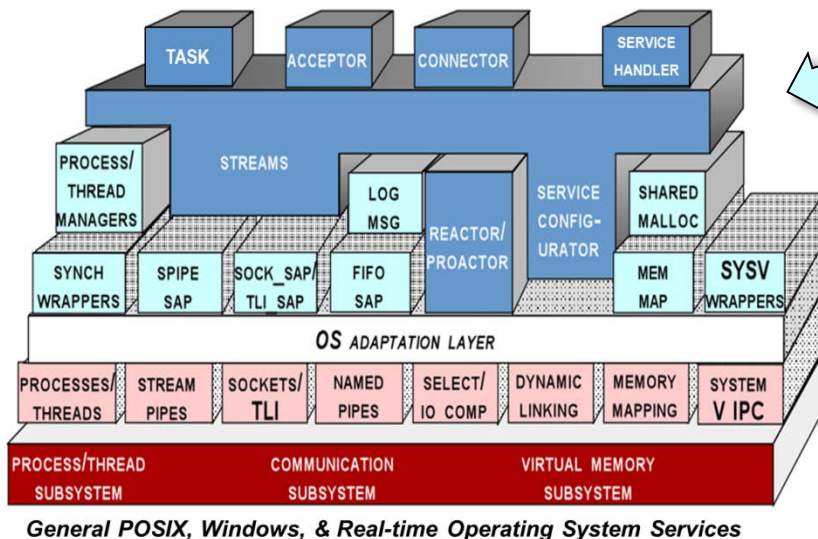 TASK
ACCEPTOR
CONNECTOR
SERVICE
HANDLER
STREAMS
PROCESS/
THREAD
MANAGERS
LOG
MSG
REACTOR/
PROACTOR
SERVICE
CONFIG-
URATOR
SHARED
MALLOC
SYNCH
WRAPPERS
SPIPE
SAP
SOCK_SAP/
TLI_SAP
FIFO
SAP
MEM
MAP
SYSV
WRAPPERS
OS ADAPTATION LAYER
PROCESSES/
THREADS
STREAM
PIPES
SOCKETS/
TLI
NAMED
PIPES
SELECT/
IO COMP
DYNAMIC
LINKING
MEMORY
MAPPING
SYSTEM
V IPC
PROCESS/THREAD
SUBSYSTEM
COMMUNICATION
SUBSYSTEM
VIRTUAL MEMORY
SUBSYSTEM
General POSIX, Windows, & Real-time Operating System Services